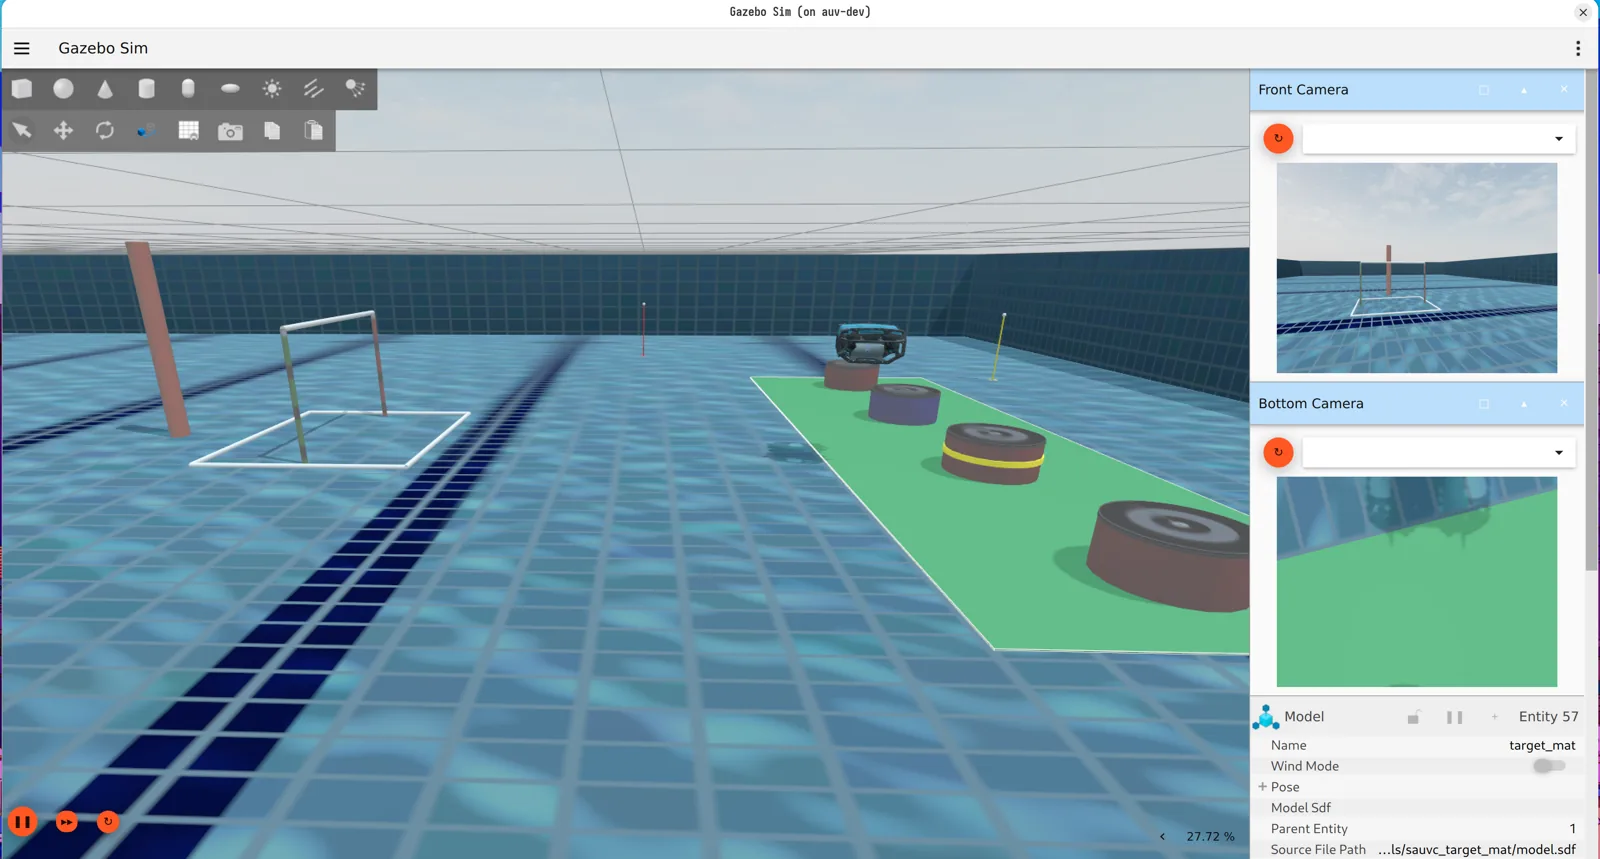 Gazebo Sim (on auv-dev)
Gazebo Sim
Front Camera
Bottom Camera
Model
Entity 57
Name
target_mat
Wind Mode
Pose
Model Sdf
Parent Entity
1
Source File Path
...ls/sauvc_target_mat/model.sdf
27.72 %